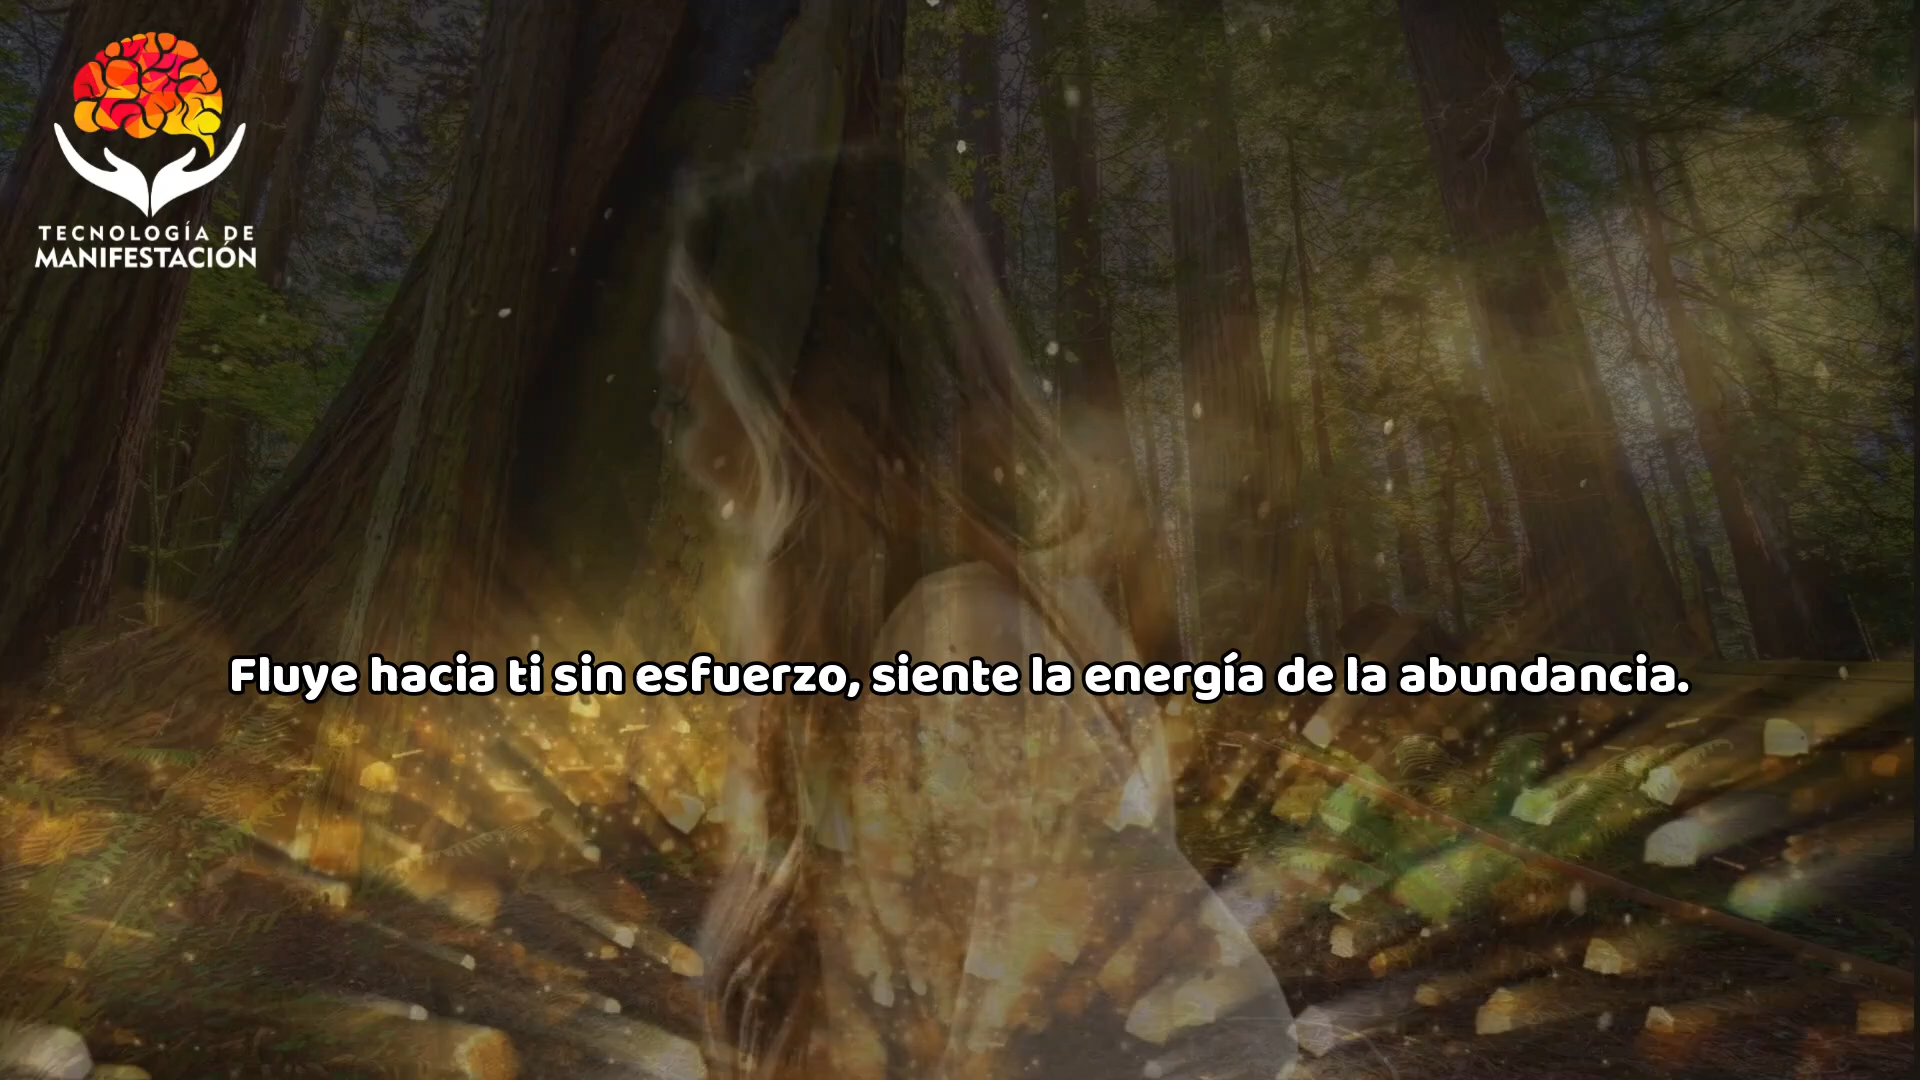 TECNOLOGÍA DE
MANIFESTACIÓN
Fluye hacia ti sin esfuerzo, siente la energía de la abundancia.